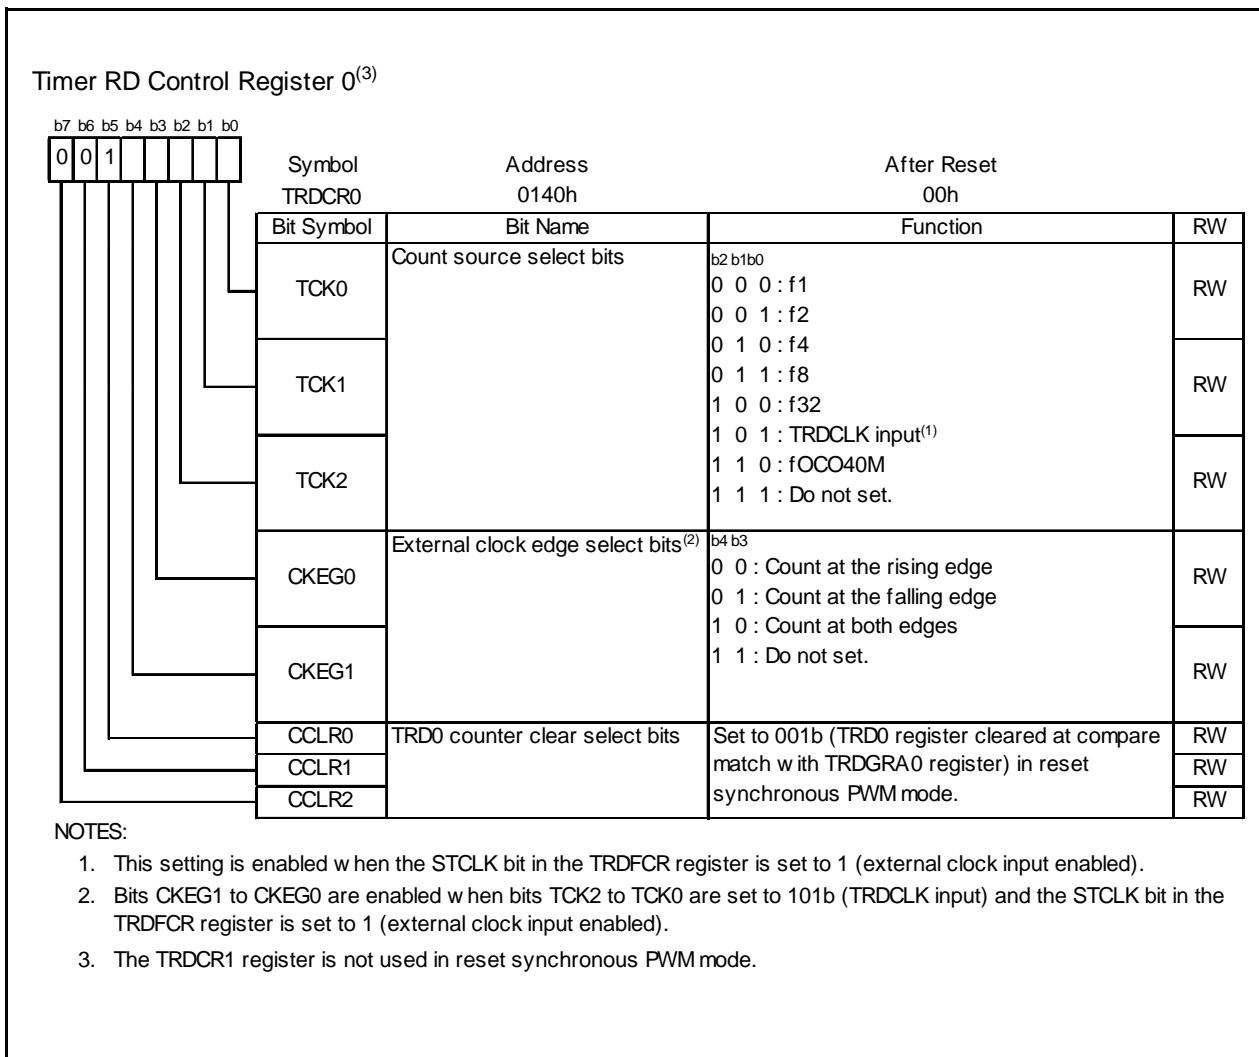 Timer RD Control Register 0(3)
b7 b6 b5 b4 b3 b2 b1 b0
0 0 1
Symbol Address After Reset
TRDCR0 0140h 00h
Bit Symbol Bit Name Function RW
TCK0 Count source select bits b2 b1 b0 RW
0 0 0 : f1
0 0 1 : f2
0 1 0 : f4
TCK1 0 1 1 : f8 RW
1 0 0 : f32
1 0 1 : TRDCLK input(1)
TCK2 1 1 0 : fOCO40M RW
1 1 1 : Do not set.
CKEG0 External clock edge select bits(2) b4 b3 RW
0 0 : Count at the rising edge
0 1 : Count at the falling edge
1 0 : Count at both edges
CKEG1 1 1 : Do not set. RW
CCLR0 TRD0 counter clear select bits Set to 001b (TRD0 register cleared at compare RW
CCLR1 match with TRDGRA0 register) in reset RW
CCLR2 synchronous PWM mode. RW
NOTES:
1. This setting is enabled when the STCLK bit in the TRDFCR register is set to 1 (external clock input enabled).
2. Bits CKEG1 to CKEG0 are enabled when bits TCK2 to TCK0 are set to 101b (TRDCLK input) and the STCLK bit in the
TRDFCR register is set to 1 (external clock input enabled).
3. The TRDCR1 register is not used in reset synchronous PWM mode.